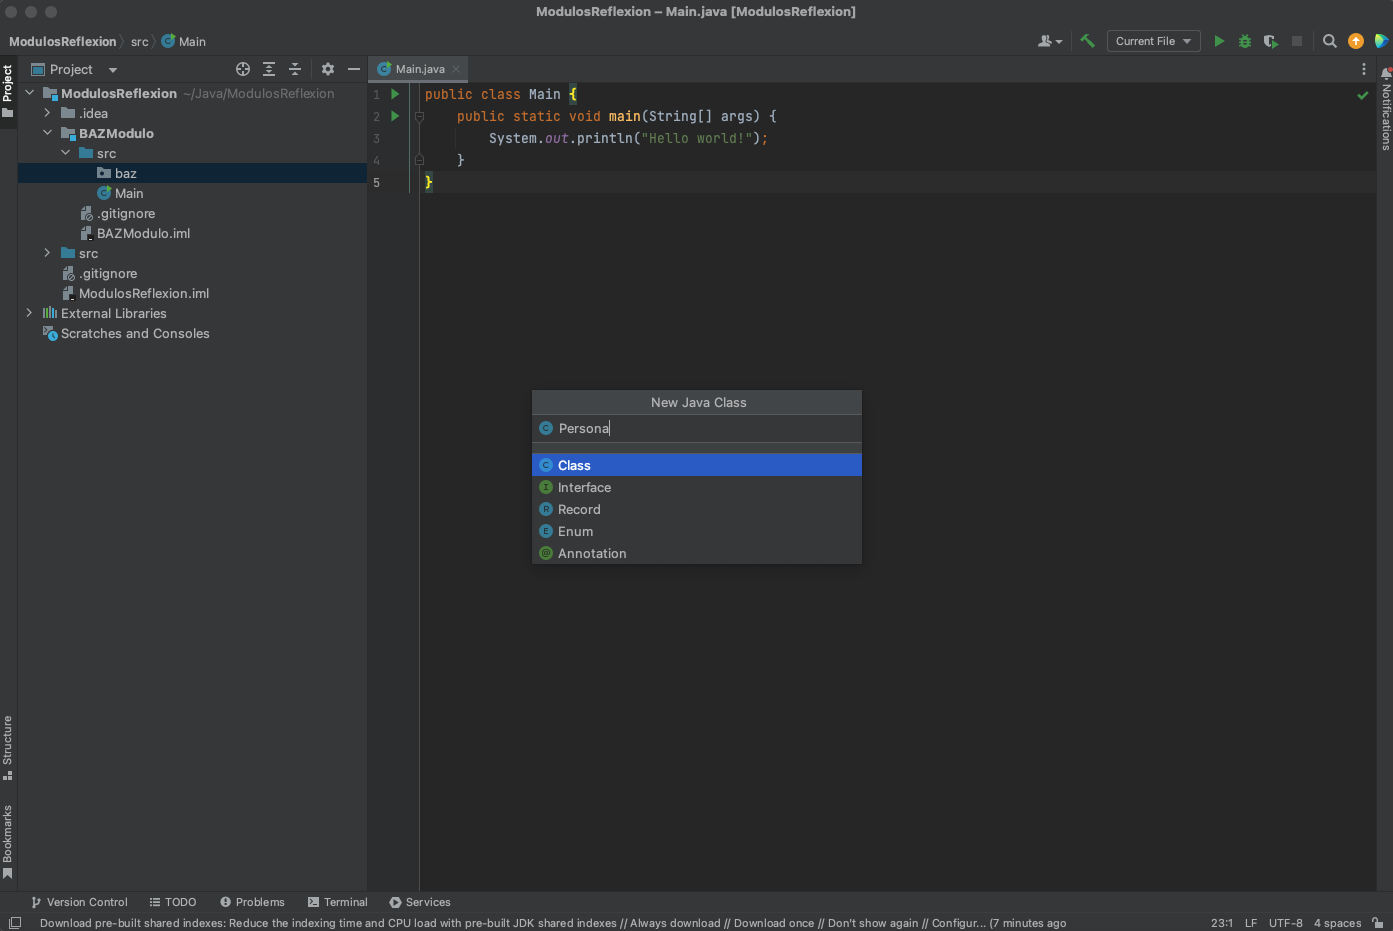 ModulosReflexion – Main.java [ModulosReflexion]
ModulosReflexion src Main
Current File
Project
Project
Main.java
ModulosReflexion ~/Java/ModulosReflexion
.idea
BAZModulo
src
baz
Main
.gitignore
BAZModulo.iml
src
.gitignore
ModulosReflexion.iml
External Libraries
Scratches and Consoles
1 public class Main {
2 public static void main(String[] args) {
3 System.out.println("Hello world!");
4 }
5 }
New Java Class
Persona
Class
Interface
Record
Enum
Annotation
Notifications
Structure
Bookmarks
Version Control TODO Problems Terminal Services
Download pre-built shared indexes: Reduce the indexing time and CPU load with pre-built JDK shared indexes // Always download // Download once // Don't show again // Configur... (7 minutes ago 23:1 LF UTF-8 4 spaces